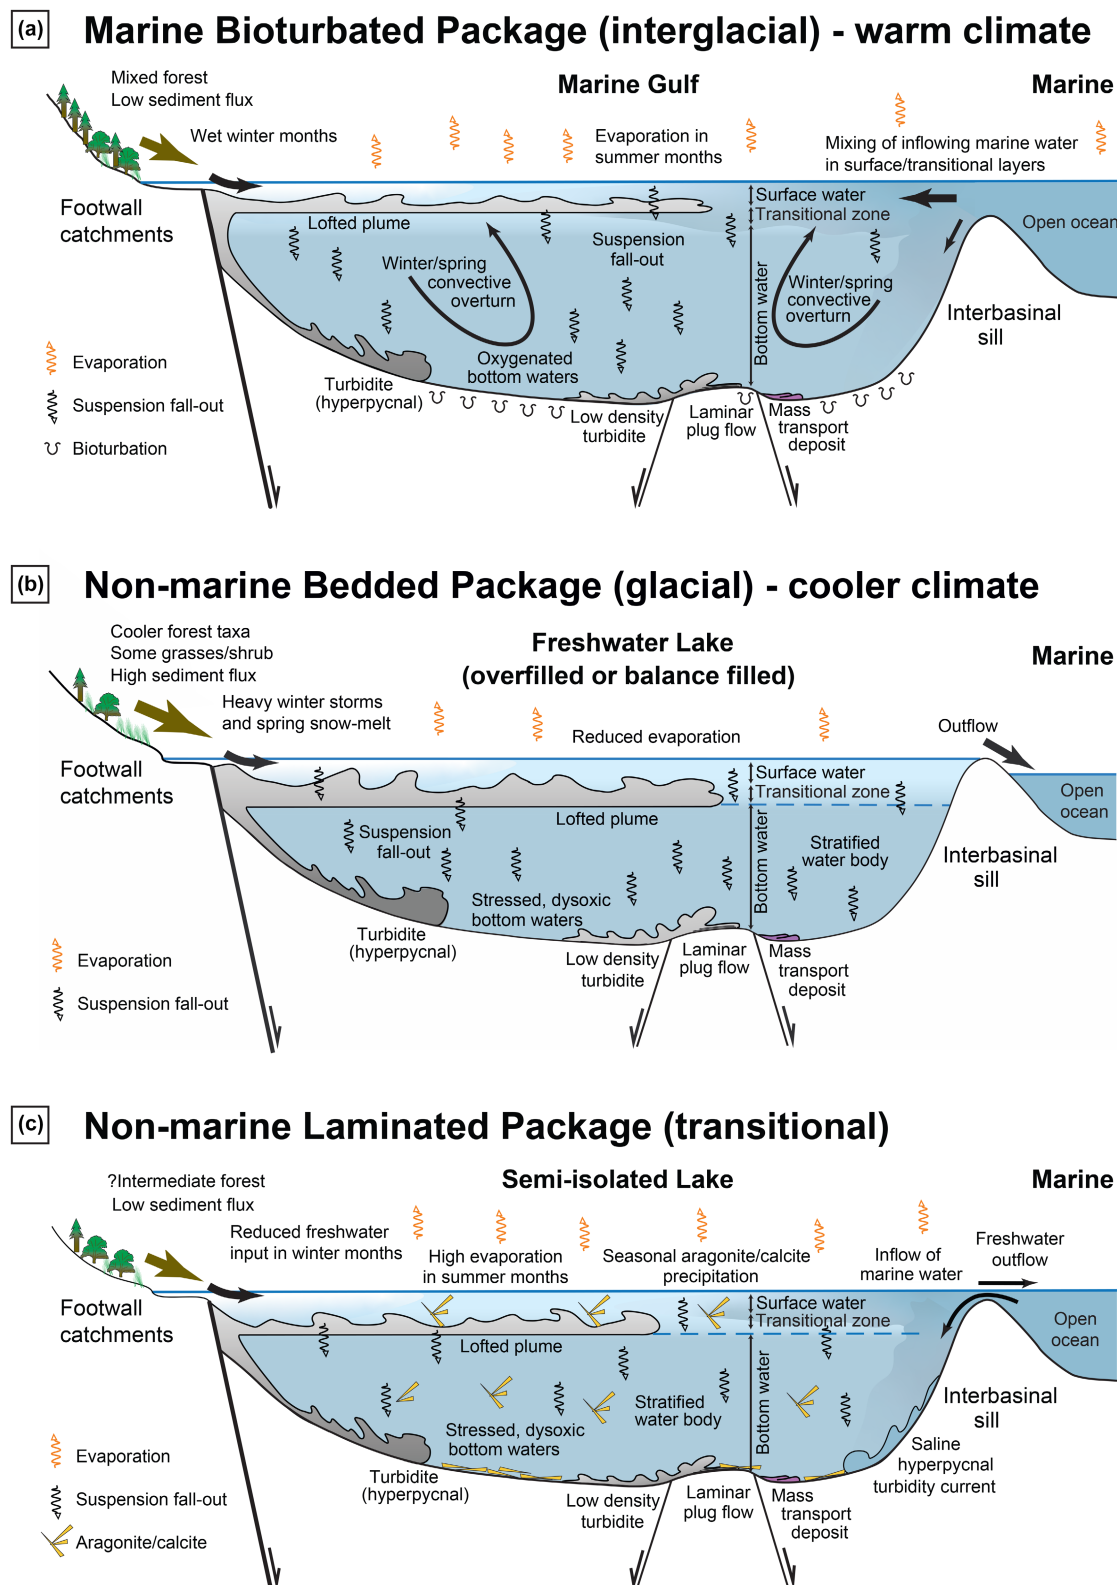 (a) Marine Bioturbated Package (interglacial) - warm climate
Mixed forest
Low sediment flux
Marine Gulf
Marine
Wet winter months
Evaporation in
summer months
Mixing of inflowing marine water
in surface/transitional layers
Footwall
catchments
Surface water
Transitional zone
Open ocean
Lofted plume
Suspension
fall-out
Winter/spring
convective
overturn
Winter/spring
convective
overturn
Bottom water
Interbasinal
sill
Oxygenated
bottom waters
Turbidite
(hyperpycnal)
Low density
turbidite
Laminar
plug flow
Mass
transport
deposit
Evaporation
Suspension fall-out
Bioturbation
(b) Non-marine Bedded Package (glacial) - cooler climate
Cooler forest taxa
Some grasses/shrub
High sediment flux
Freshwater Lake
(overfilled or balance filled)
Marine
Heavy winter storms
and spring snow-melt
Reduced evaporation
Outflow
Footwall
catchments
Surface water
Transitional zone
Open
ocean
Lofted plume
Suspension
fall-out
Bottom water
Stratified
water body
Interbasinal
sill
Stressed, dysoxic
bottom waters
Turbidite
(hyperpycnal)
Low density
turbidite
Laminar
plug flow
Mass
transport
deposit
Evaporation
Suspension fall-out
(c) Non-marine Laminated Package (transitional)
?Intermediate forest
Low sediment flux
Semi-isolated Lake
Marine
Reduced freshwater
input in winter months
High evaporation
in summer months
Seasonal aragonite/calcite
precipitation
Inflow of
marine water
Freshwater
outflow
Footwall
catchments
Surface water
Transitional zone
Open
ocean
Lofted plume
Bottom water
Stratified
water body
Interbasinal
sill
Stressed, dysoxic
bottom waters
Saline
hyperpycnal
turbidity current
Turbidite
(hyperpycnal)
Low density
turbidite
Laminar
plug flow
Mass
transport
deposit
Evaporation
Suspension fall-out
Aragonite/calcite